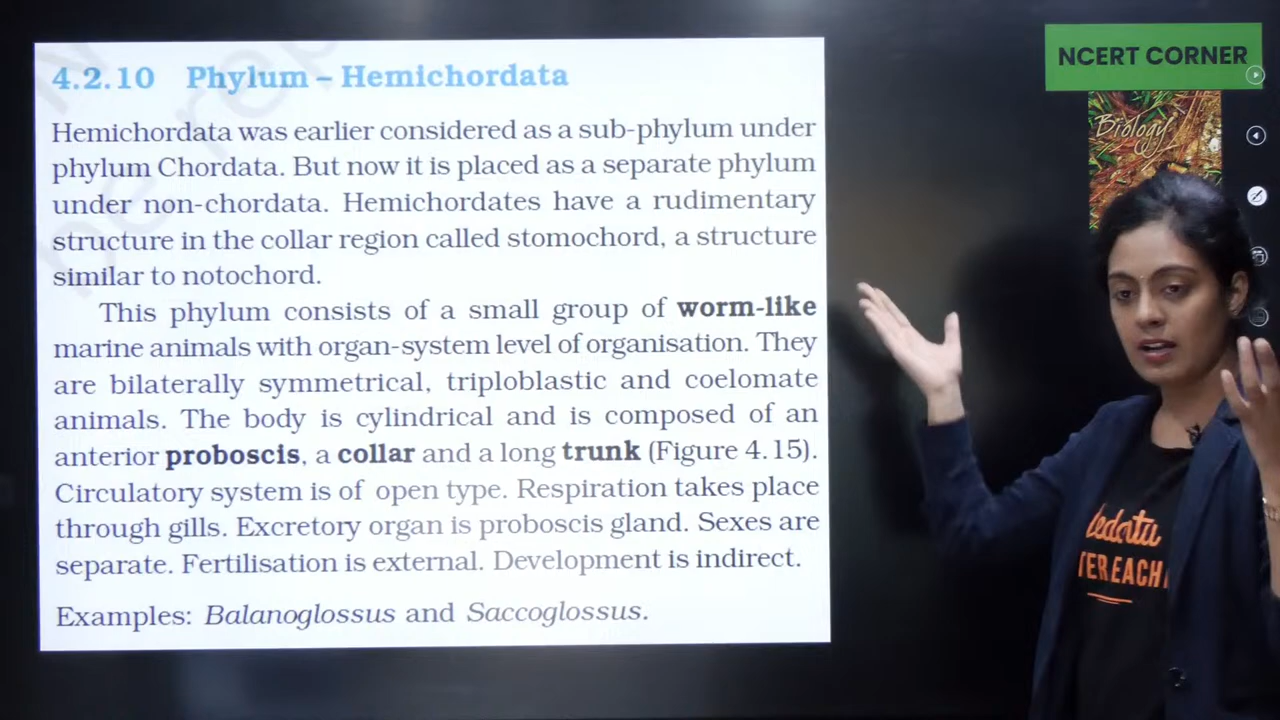 4.2.10 Phylum – Hemichordata
Hemichordata was earlier considered as a sub-phylum under
phylum Chordata. But now it is placed as a separate phylum
under non-chordata. Hemichordates have a rudimentary
structure in the collar region called stomochord, a structure
similar to notochord.
This phylum consists of a small group of worm-like
marine animals with organ-system level of organisation. They
are bilaterally symmetrical, triploblastic and coelomate
animals. The body is cylindrical and is composed of an
anterior proboscis, a collar and a long trunk (Figure 4.15).
Circulatory system is of open type. Respiration takes place
through gills. Excretory organ is proboscis gland. Sexes are
separate. Fertilisation is external. Development is indirect.
Examples: Balanoglossus and Saccoglossus.
NCERT CORNER
Biology